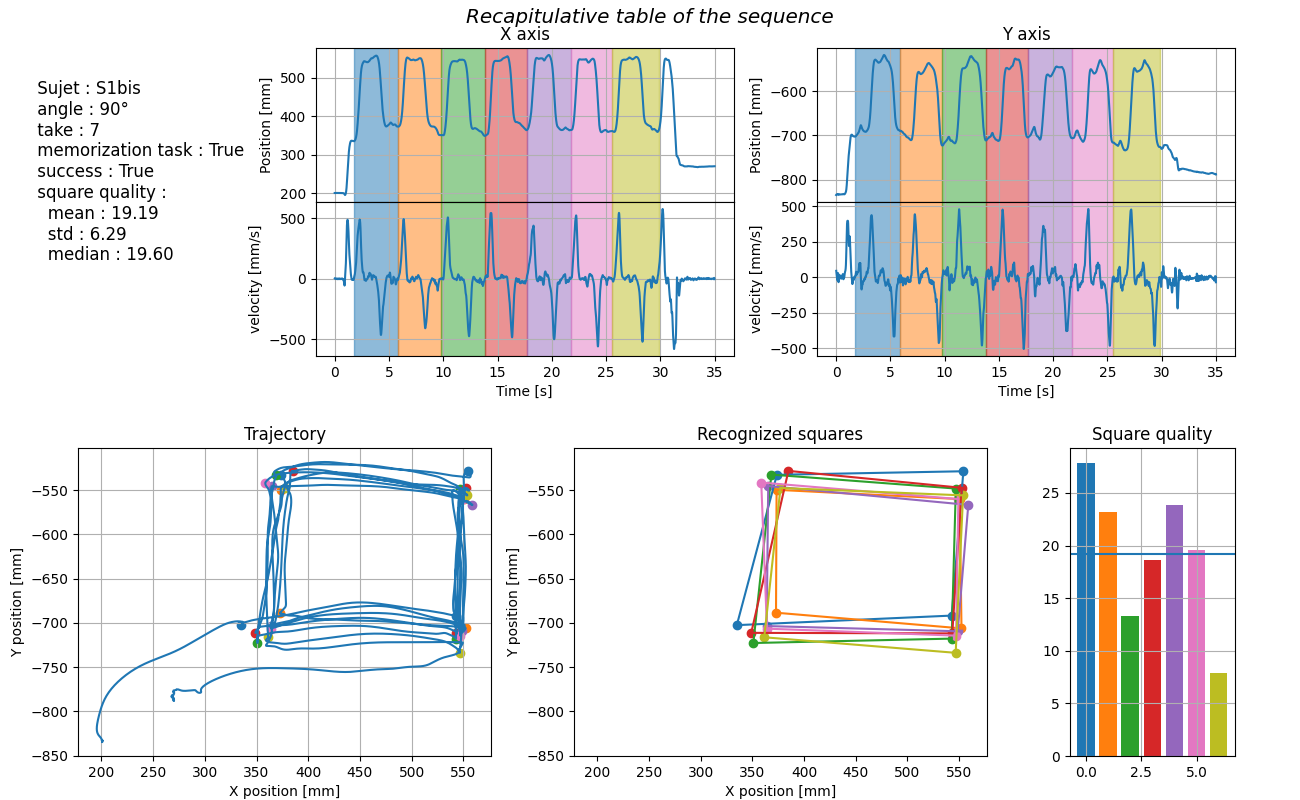 Recapitulative table of the sequence
Sujet : S1bis
angle : 90°
take : 7
memorization task : True
success : True
square quality :
mean : 19.19
std : 6.29
median : 19.60
X axis
Position [mm]
500
400
300
200
velocity [mm/s]
500
0
−500
0 5 10 15 20 25 30 35
Time [s]
Y axis
Position [mm]
−600
−700
−800
velocity [mm/s]
500
250
0
−250
−500
0 5 10 15 20 25 30 35
Time [s]
Trajectory
Y position [mm]
−550
−600
−650
−700
−750
−800
−850
200 250 300 350 400 450 500 550
X position [mm]
Recognized squares
Y position [mm]
−550
−600
−650
−700
−750
−800
−850
200 250 300 350 400 450 500 550
X position [mm]
Square quality
25
20
15
10
5
0
0.0 2.5 5.0